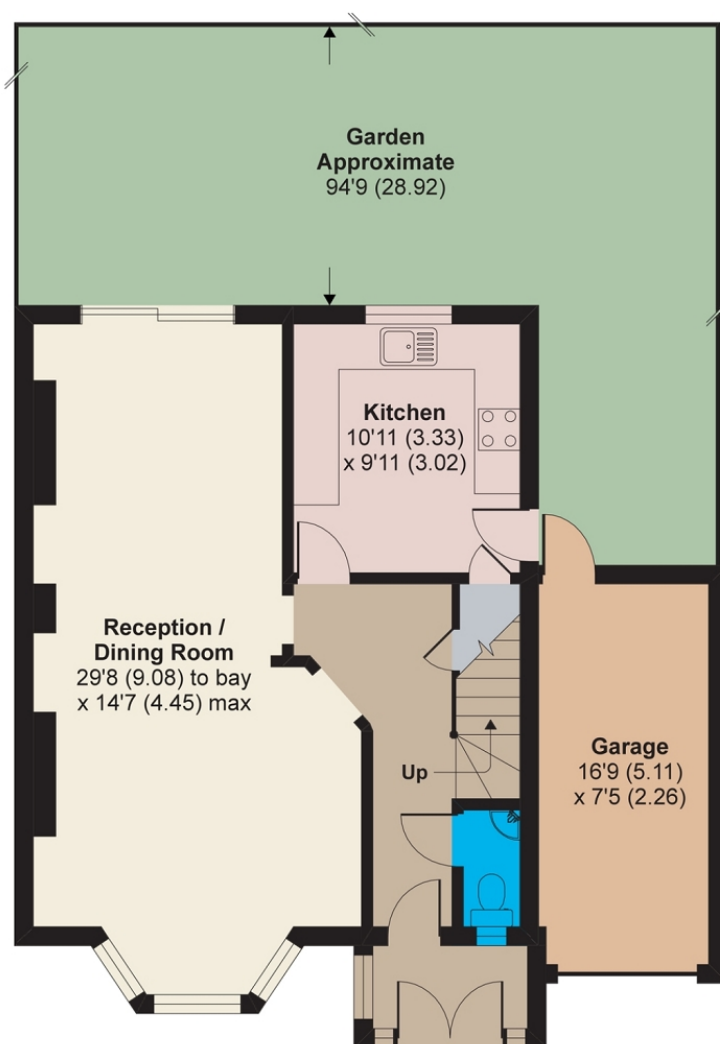 Garden
Approximate
94'9 (28.92)
Kitchen
10'11 (3.33)
x 9'11 (3.02)
Reception /
Dining Room
29'8 (9.08) to bay
x 14'7 (4.45) max
Up
Garage
16'9 (5.11)
x 7'5 (2.26)